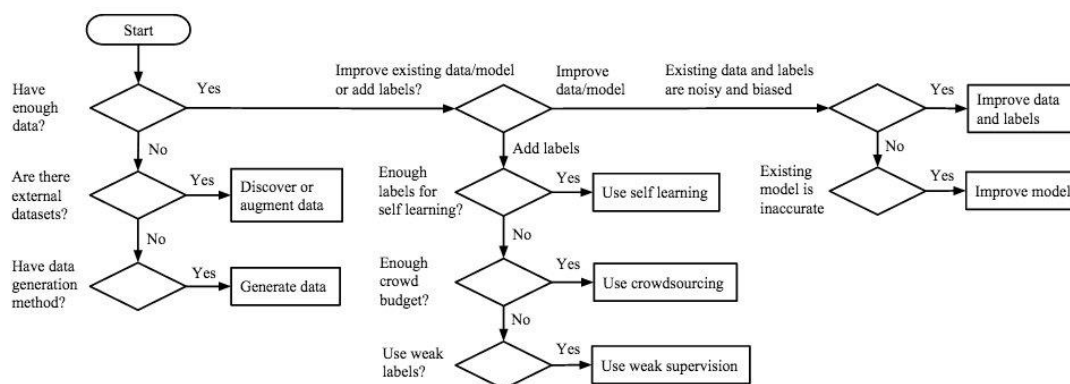 Start
Have
enough
data?
Yes
No
Are there
external
datasets?
Yes
Discover or
augment data
No
Have data
generation
method?
Yes
Generate data
Improve existing data/model
or add labels?
Improve
data/model
Add labels
Enough
labels for
self learning?
Yes
Use self learning
No
Enough
crowd
budget?
Yes
Use crowdsourcing
No
Use weak
labels?
Yes
Use weak supervision
Existing data and labels
are noisy and biased
Yes
Improve data
and labels
No
Existing
model is
inaccurate
Yes
Improve model